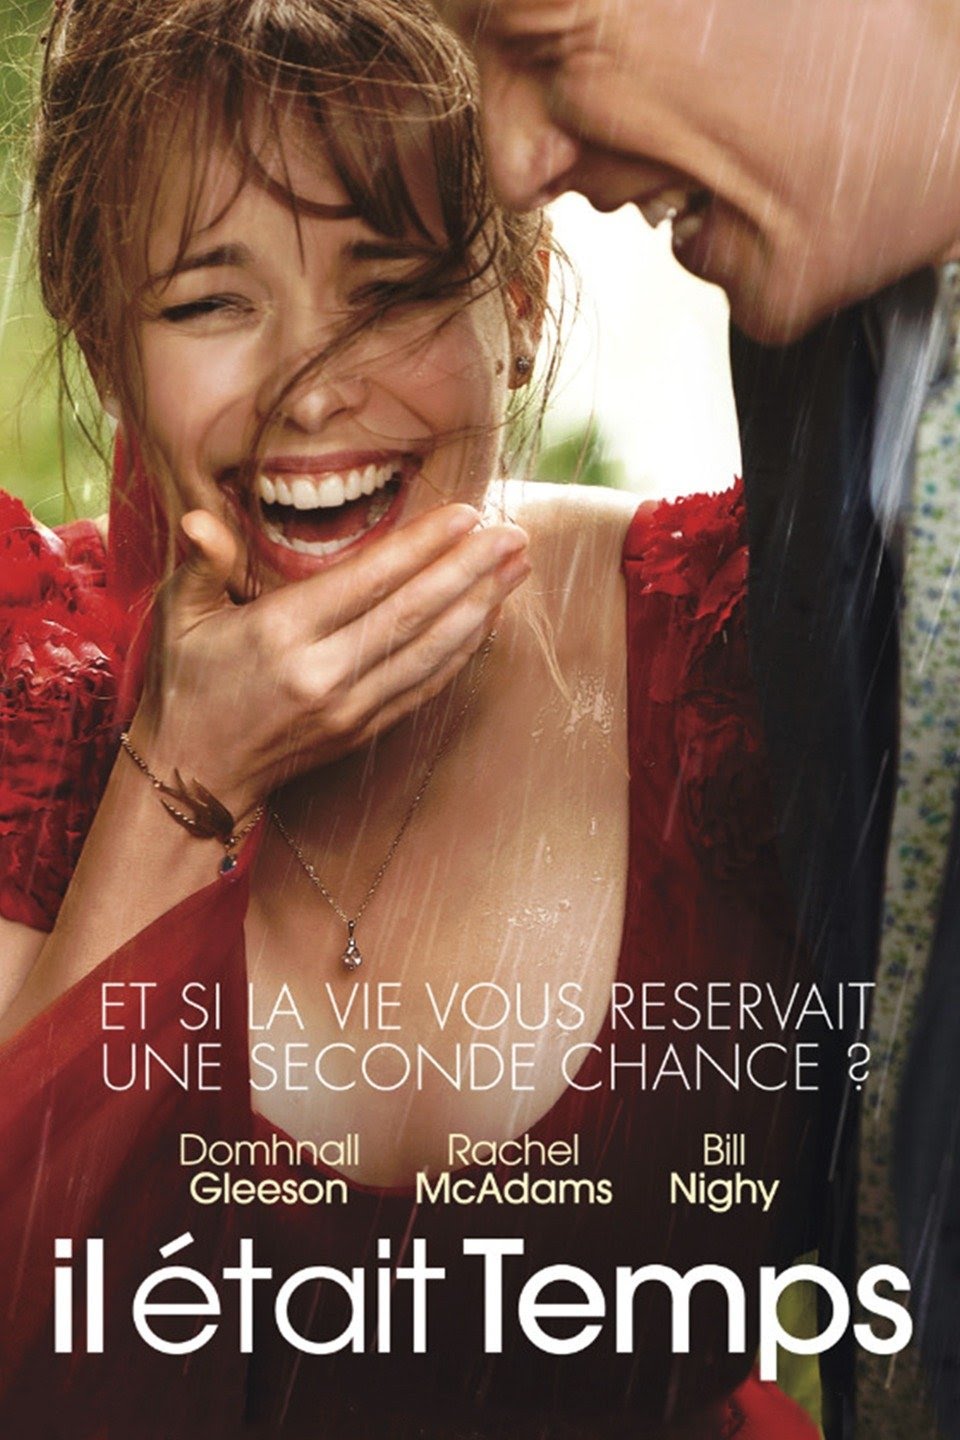 ET SI LA VIE VOUS RESERVAIT
UNE SECONDE CHANCE ?
Domhnall Gleeson
Rachel McAdams
Bill Nighy
il était Temps